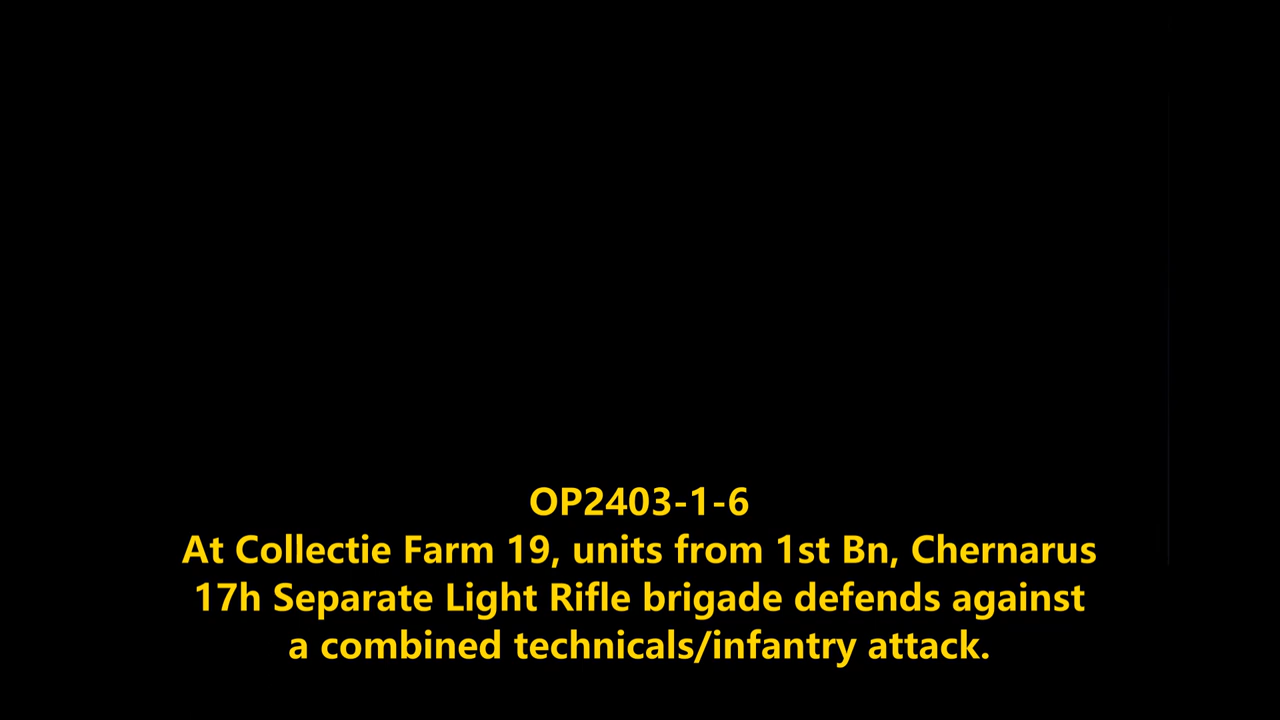 OP2403-1-6
At Collectie Farm 19, units from 1st Bn, Chernarus
17h Separate Light Rifle brigade defends against
a combined technicals/infantry attack.